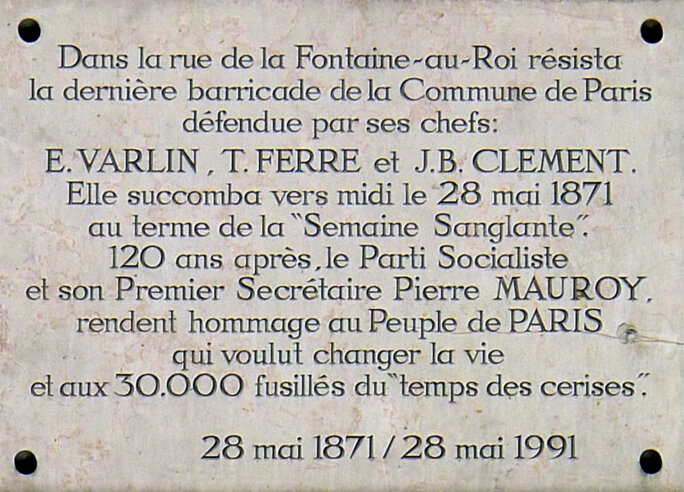 Dans la rue de la Fontaine-au-Roi résista
la dernière barricade de la Commune de Paris
défendue par ses chefs:
E. VARLIN, T. FERRE et J.B. CLEMENT.
Elle succomba vers midi le 28 mai 1871
au terme de la "Semaine Sanglante".
120 ans après, le Parti Socialiste
et son Premier Secrétaire Pierre MAUROY,
rendent hommage au Peuple de PARIS
qui voulut changer la vie
et aux 30.000 fusillés du "temps des cerises".
28 mai 1871 / 28 mai 1991